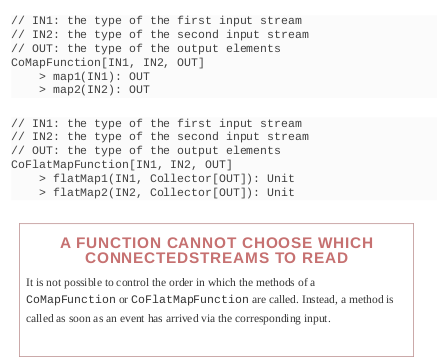 // IN1: the type of the first input stream
// IN2: the type of the second input stream
// OUT: the type of the output elements
CoMapFunction[IN1, IN2, OUT]
    > map1(IN1): OUT
    > map2(IN2): OUT

// IN1: the type of the first input stream
// IN2: the type of the second input stream
// OUT: the type of the output elements
CoFlatMapFunction[IN1, IN2, OUT]
    > flatMap1(IN1, Collector[OUT]): Unit
    > flatMap2(IN2, Collector[OUT]): Unit

A FUNCTION CANNOT CHOOSE WHICH
CONNECTEDSTREAMS TO READ
It is not possible to control the order in which the methods of a
CoMapFunction or CoFlatMapFunction are called. Instead, a method is
called as soon as an event has arrived via the corresponding input.